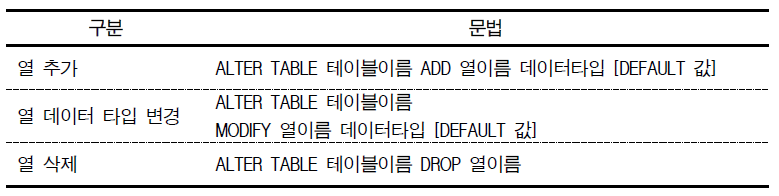 구분 문법
열 추가 ALTER TABLE 테이블이름 ADD 열이름 데이터타입 [DEFAULT 값]
열 데이터 타입 변경 ALTER TABLE 테이블이름
MODIFY 열이름 데이터타입 [DEFAULT 값]
열 삭제 ALTER TABLE 테이블이름 DROP 열이름